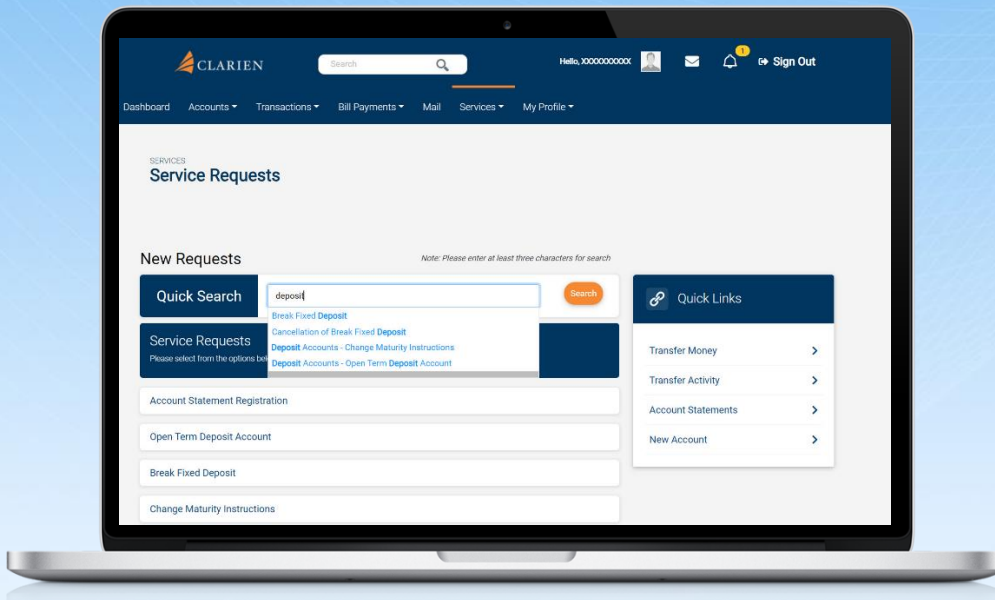 CLARIEN
Search
Hello, XXXXXXXXXX
1
Sign Out
Dashboard
Accounts
Transactions
Bill Payments
Mail
Services
My Profile
SERVICES
Service Requests
New Requests
Note: Please enter at least three characters for search
Quick Search
deposit
Search
Break Fixed Deposit
Cancellation of Break Fixed Deposit
Deposit Accounts - Change Maturity Instructions
Deposit Accounts - Open Term Deposit Account
Service Requests
Please select from the options
Account Statement Registration
Open Term Deposit Account
Break Fixed Deposit
Change Maturity Instructions
Quick Links
Transfer Money
Transfer Activity
Account Statements
New Account